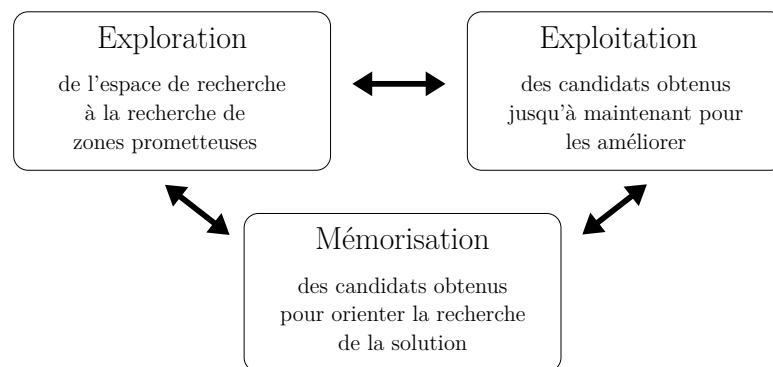 Exploration
de l'espace de recherche
à la recherche de
zones prometteuses
Exploitation
des candidats obtenus
jusqu'à maintenant pour
les améliorer
Mémorisation
des candidats obtenus
pour orienter la recherche
de la solution